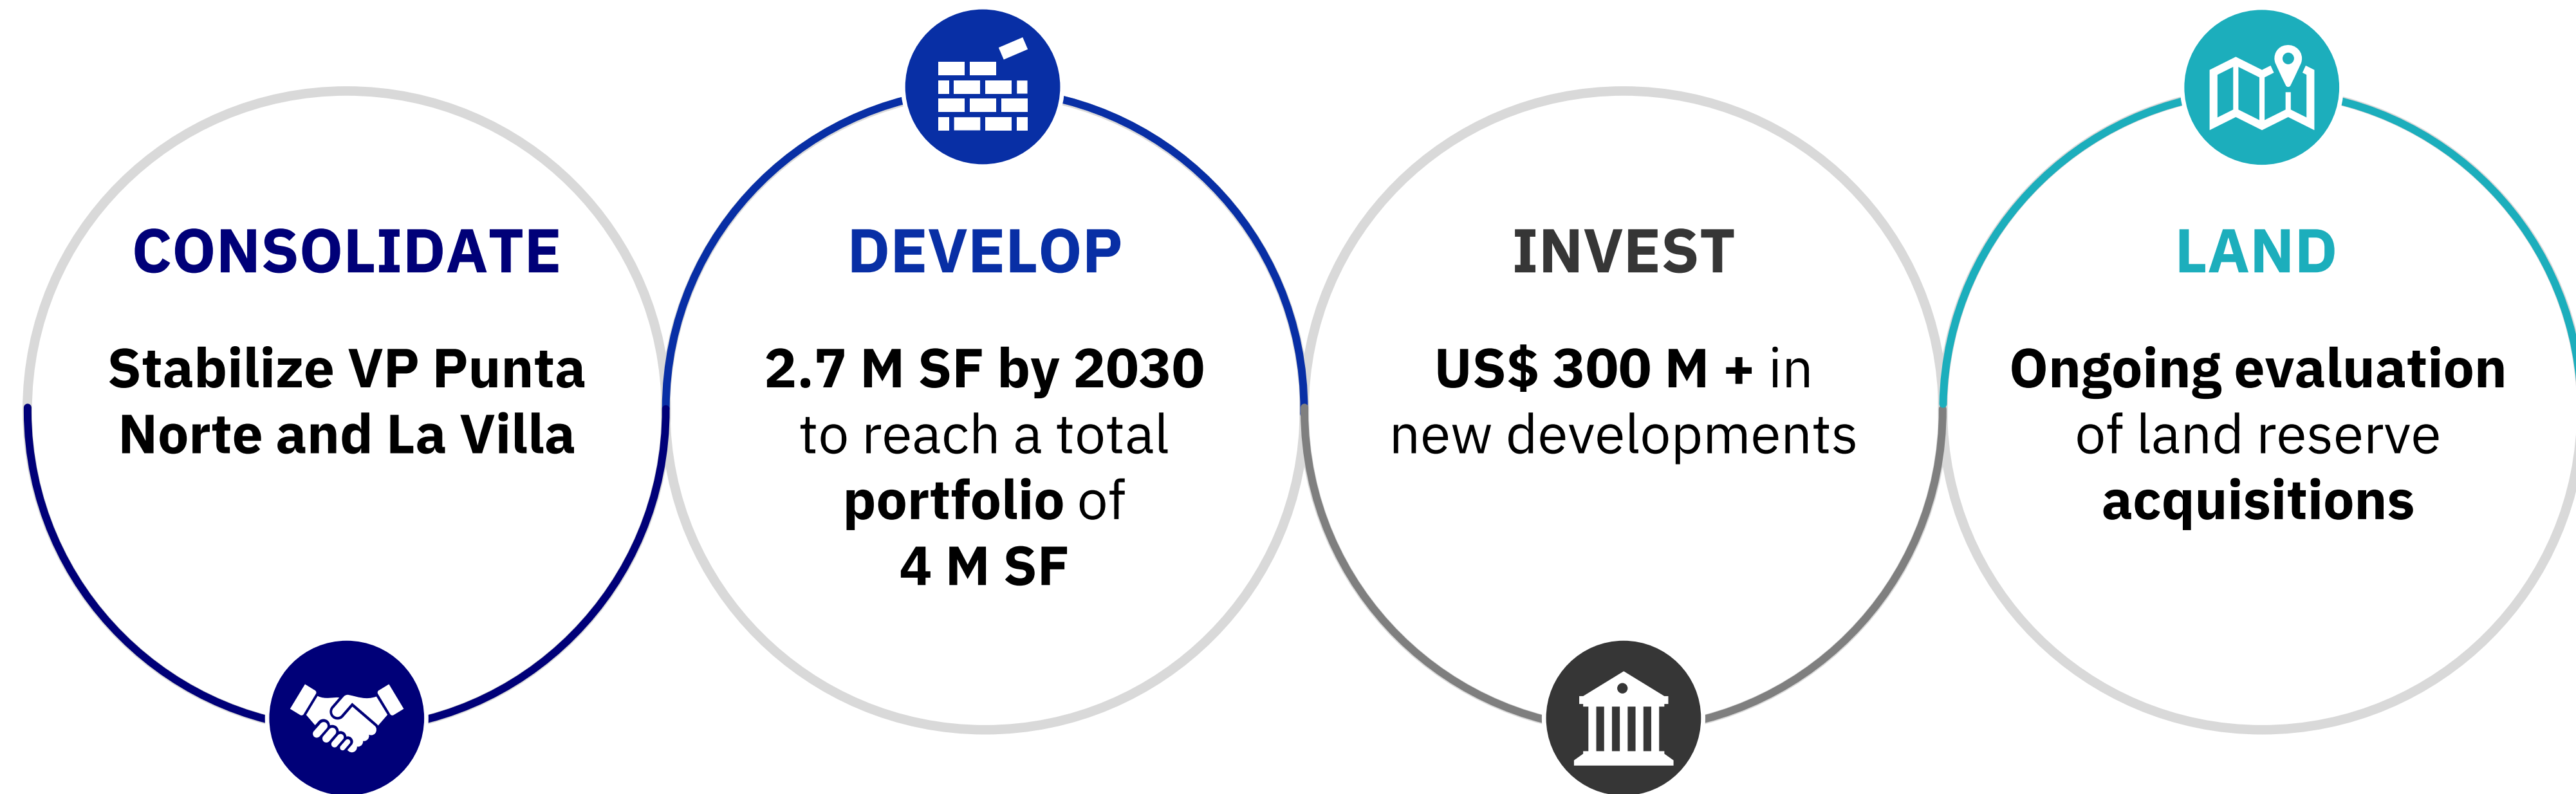 CONSOLIDATE
Stabilize VP Punta
Norte and La Villa
DEVELOP
2.7 M SF by 2030
to reach a total
portfolio of
4 M SF
INVEST
US$ 300 M + in
new developments
LAND
Ongoing evaluation
of land reserve
acquisitions